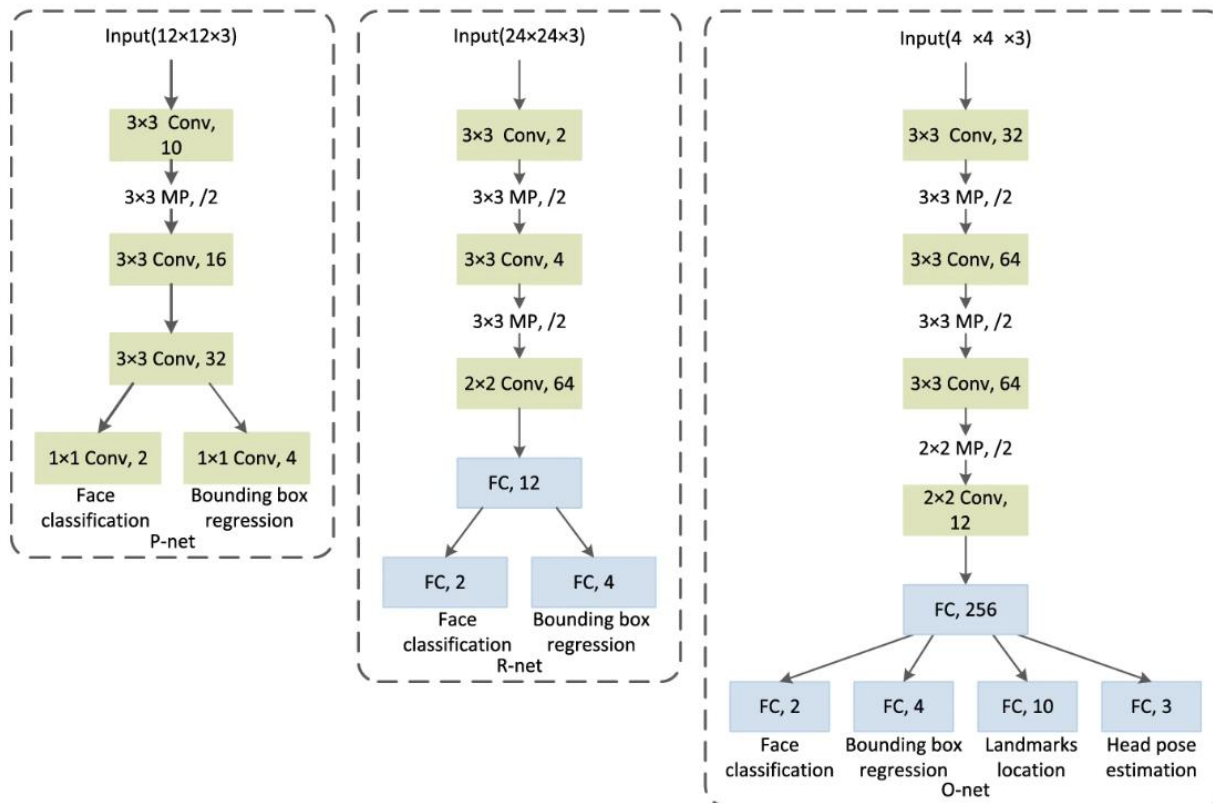 Input(12×12×3)
3×3 Conv,
10
3×3 MP, /2
3×3 Conv, 16
3×3 Conv, 32
1×1 Conv, 2
1×1 Conv, 4
Face
classification
Bounding box
regression
P-net
Input(24×24×3)
3×3 Conv, 2
3×3 MP, /2
3×3 Conv, 4
3×3 MP, /2
2×2 Conv, 64
FC, 12
FC, 2
FC, 4
Face
classification
Bounding box
regression
R-net
Input(4 ×4 ×3)
3×3 Conv, 32
3×3 MP, /2
3×3 Conv, 64
3×3 MP, /2
3×3 Conv, 64
2×2 MP, /2
2×2 Conv,
12
FC, 256
FC, 2
FC, 4
FC, 10
FC, 3
Face
classification
Bounding box
regression
Landmarks
location
Head pose
estimation
O-net